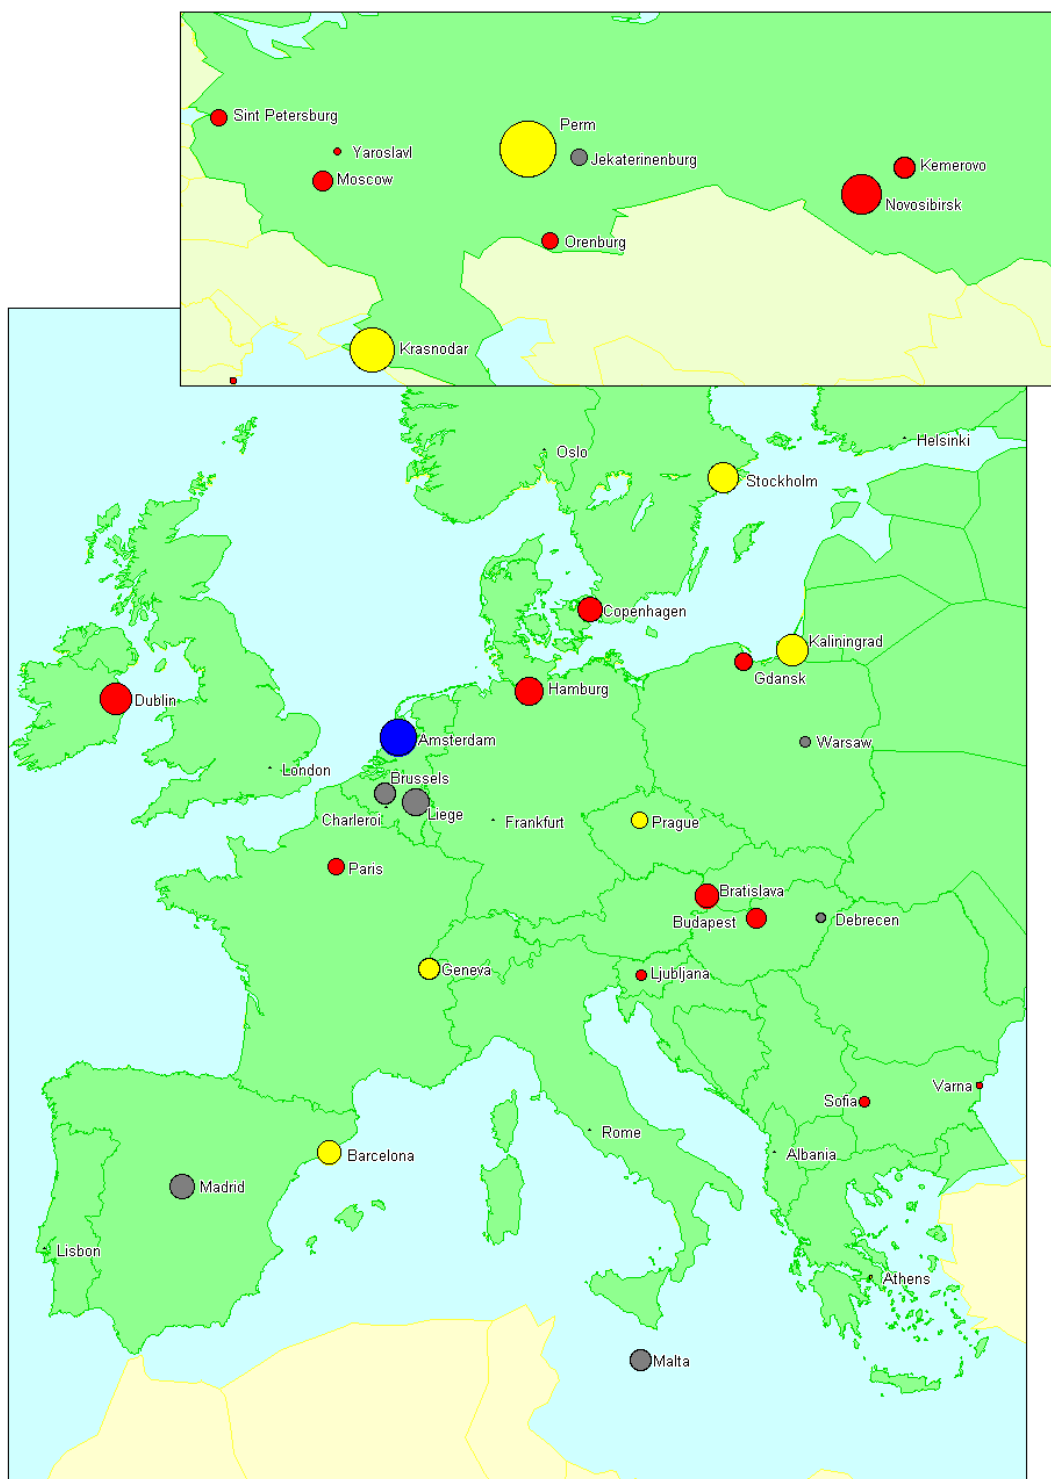 Sint Petersburg
Perm
Yaroslavl
Jekaterinenburg
Moscow
Kemerovo
Novosibirsk
Orenburg
Krasnodar
Oslo
Helsinki
Stockholm
Copenhagen
Kaliningrad
Gdansk
Hamburg
Dublin
Amsterdam
Warsaw
London
Brussels
Charleroi
Liege
Frankfurt
Prague
Paris
Bratislava
Budapest
Debrecen
Geneva
Ljubljana
Varna
Sofia
Rome
Albania
Barcelona
Madrid
Lisbon
Athens
Malta